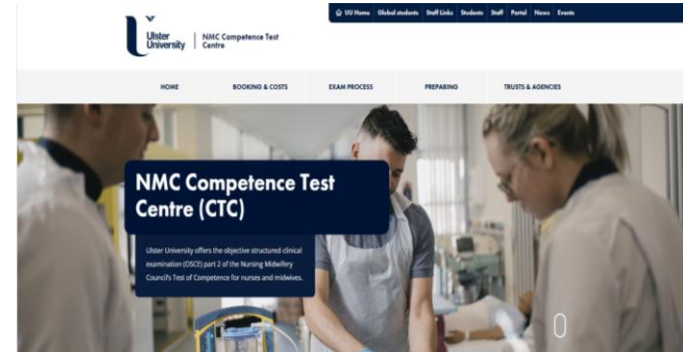 UU Home Global students Staff Links Students Staff Portal News Events
Ulster University
NMC Competence Test
Centre
HOME BOOKING & COSTS EXAM PROCESS PREPARING TRUSTS & AGENCIES
NMC Competence Test
Centre (CTC)
Ulster University offers the objective structured clinical
examination (OSCE) part 2 of the Nursing Midwifery
Council's Test of Competence for nurses and midwives.